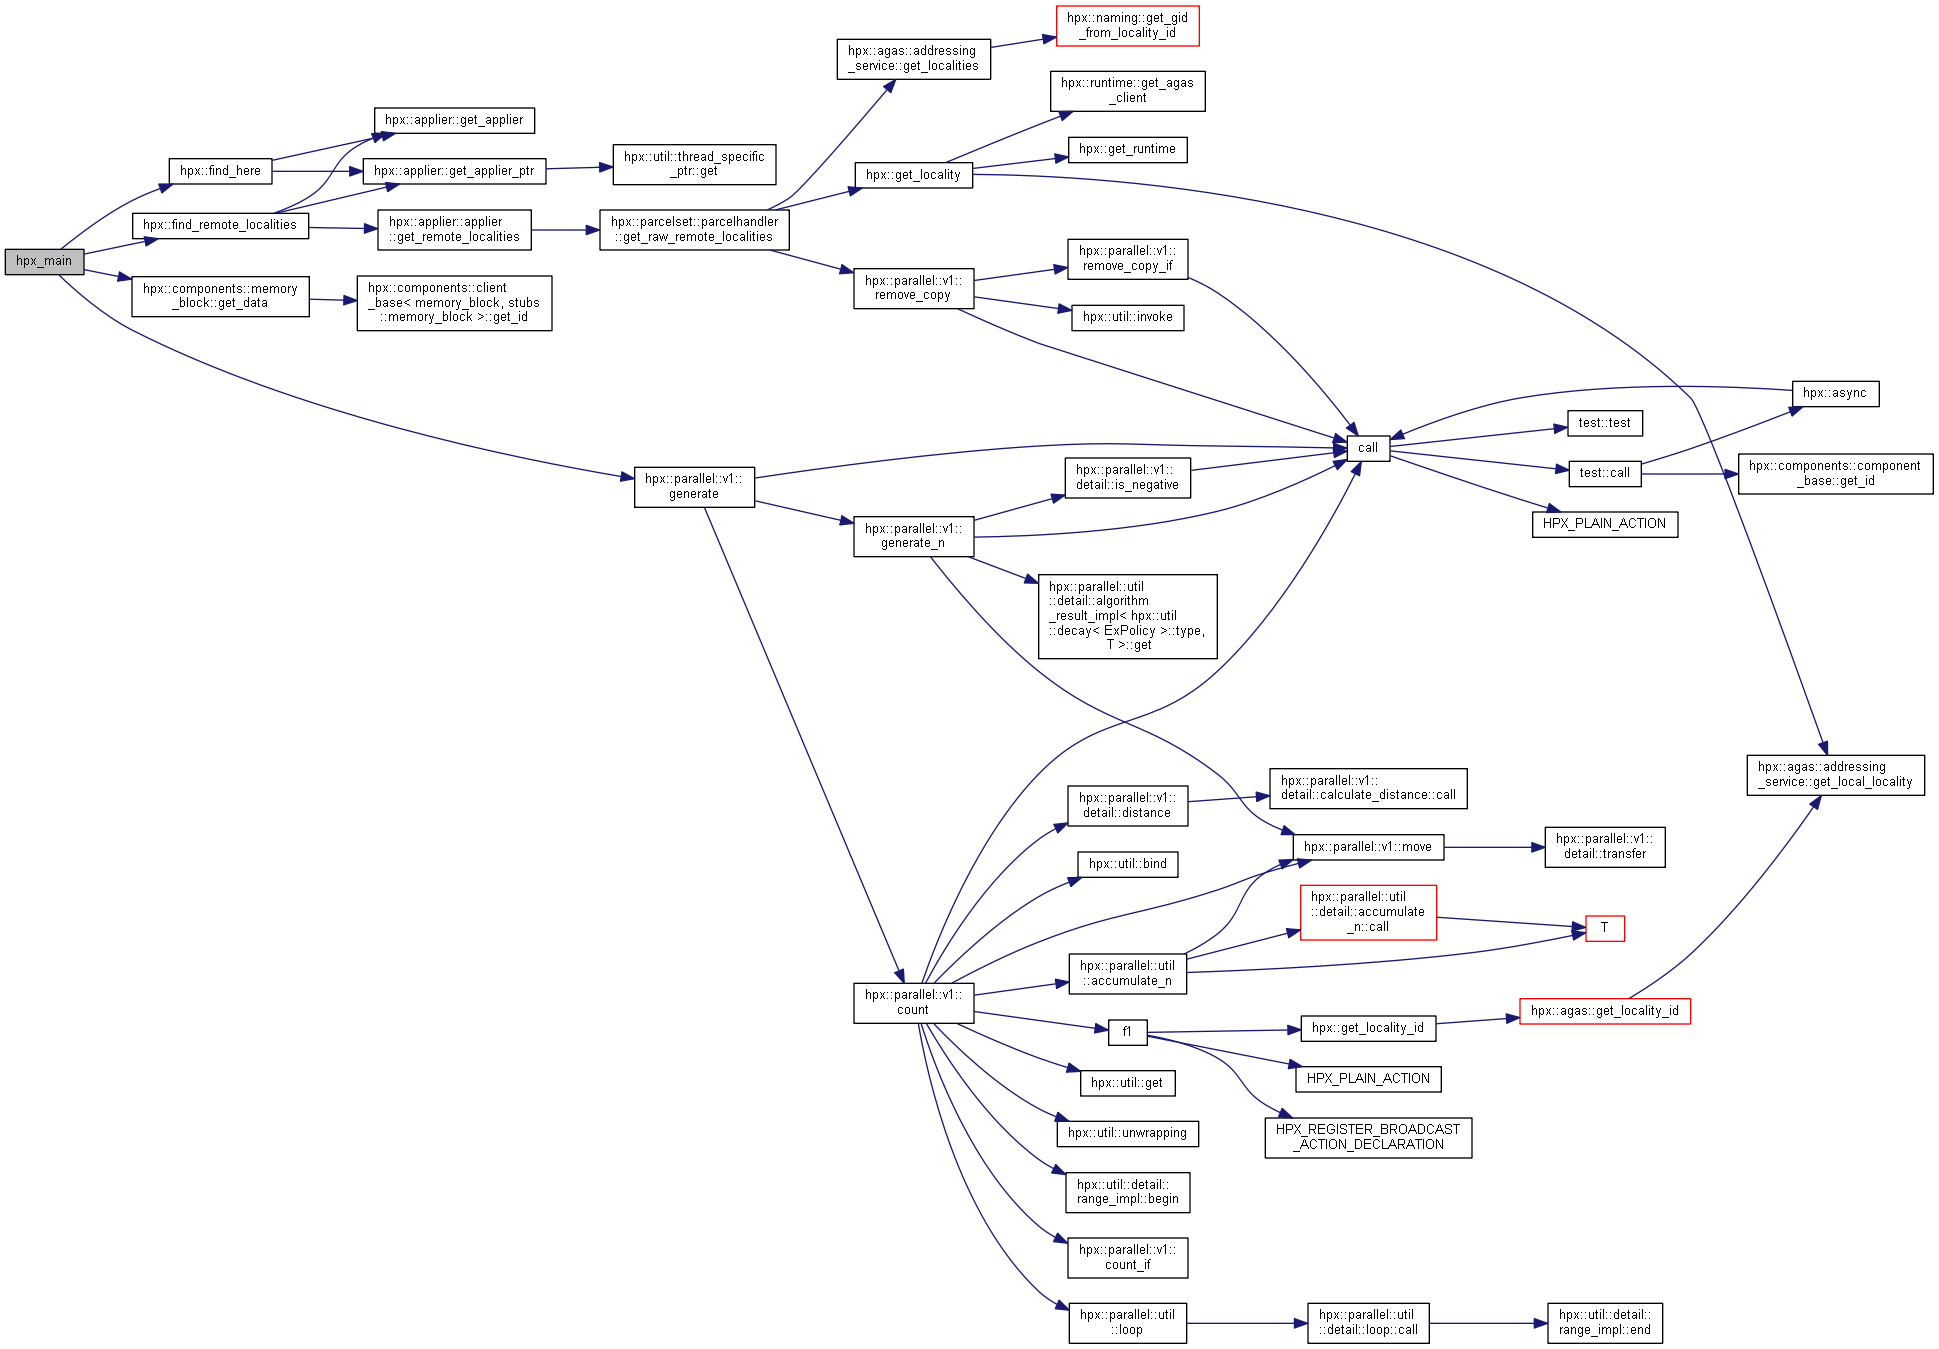 hpx_main
hpx::find_here
hpx::find_remote_localities
hpx::components::memory
_block::get_data
hpx::applier::get_applier
hpx::applier::get_applier_ptr
hpx::applier::applier
::get_remote_localities
hpx::components::client
_base< memory_block, stubs
::memory_block >::get_id
hpx::util::thread_specific
_ptr::get
hpx::parcelset::parcelhandler
::get_raw_remote_localities
hpx::parallel::v1::
generate
hpx::agas::addressing
_service::get_localities
hpx::get_locality
hpx::parallel::v1::
remove_copy
hpx::parallel::v1::
generate_n
hpx::parallel::v1::
count
hpx::naming::get_gid
_from_locality_id
hpx::runtime::get_agas
_client
hpx::get_runtime
hpx::parallel::v1::
remove_copy_if
hpx::util::invoke
hpx::parallel::v1::
detail::is_negative
hpx::parallel::util
::detail::algorithm
_result_impl< hpx::util
::decay< ExPolicy >::type,
T >::get
hpx::parallel::v1::
detail::distance
hpx::util::bind
hpx::parallel::util
::accumulate_n
f1
hpx::util::get
hpx::util::unwrapping
hpx::util::detail::
range_impl::begin
hpx::parallel::v1::
count_if
hpx::parallel::util
::loop
call
hpx::parallel::v1::
detail::calculate_distance::call
hpx::parallel::v1::move
hpx::parallel::util
::detail::accumulate
_n::call
hpx::get_locality_id
HPX_PLAIN_ACTION
HPX_REGISTER_BROADCAST
_ACTION_DECLARATION
hpx::parallel::util
::detail::loop::call
test::test
test::call
HPX_PLAIN_ACTION
hpx::parallel::v1::
detail::transfer
T
hpx::agas::get_locality_id
hpx::util::detail::
range_impl::end
hpx::async
hpx::components::component
_base::get_id
hpx::agas::addressing
_service::get_local_locality